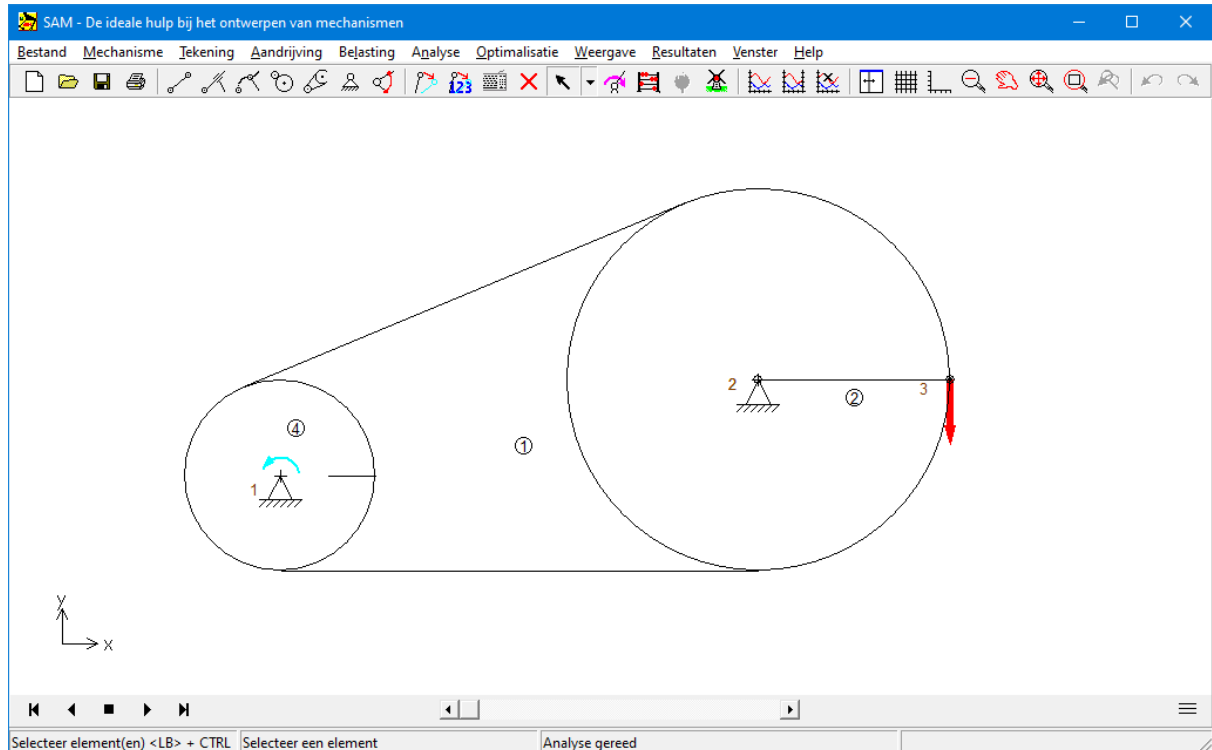 SAM - De ideale hulp bij het ontwerpen van mechanismen
Bestand Mechanisme Tekening Aandrijving Belasting Analyse Optimalisatie Weergave Resultaten Venster Help
123
2
3
②
④
①
1
y
x
Selecteer element(en) <LB> + CTRL Selecteer een element Analyse gereed